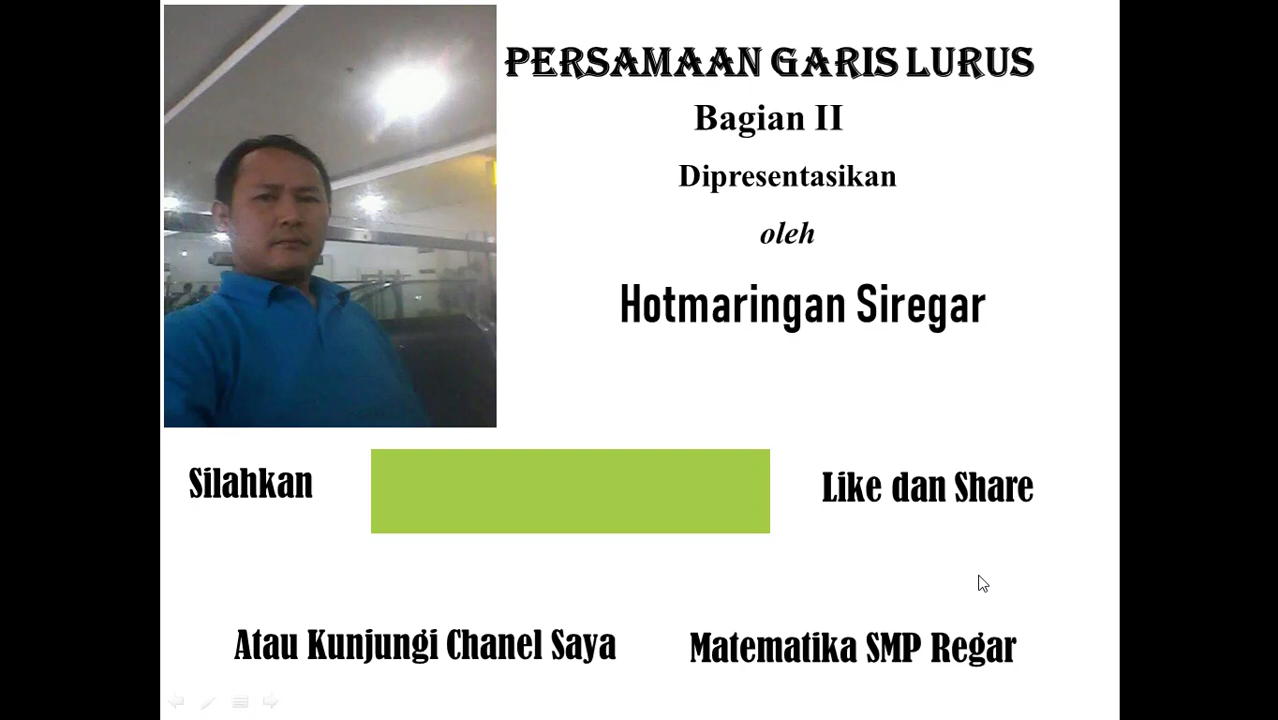 PERSAMAAN GARIS LURUS
Bagian II
Dipresentasikan
oleh
Hotmaringan Siregar
Silahkan
Like dan Share
Atau Kunjungi Chanel Saya
Matematika SMP Regar